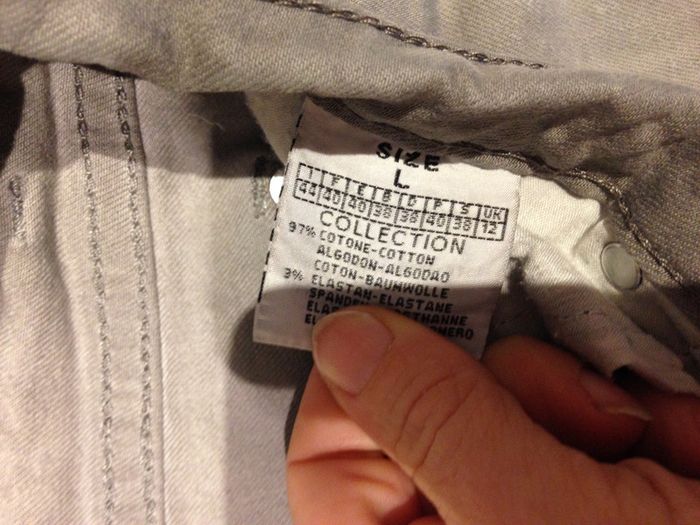 SIZE
L
I F E B D P S UK
44 40 40 38 38 40 38 12
COLLECTION
97% COTONE-COTTON
ALGODON-ALGODAO
COTON-BAUMWOLLE
3% ELASTAN-ELASTANE